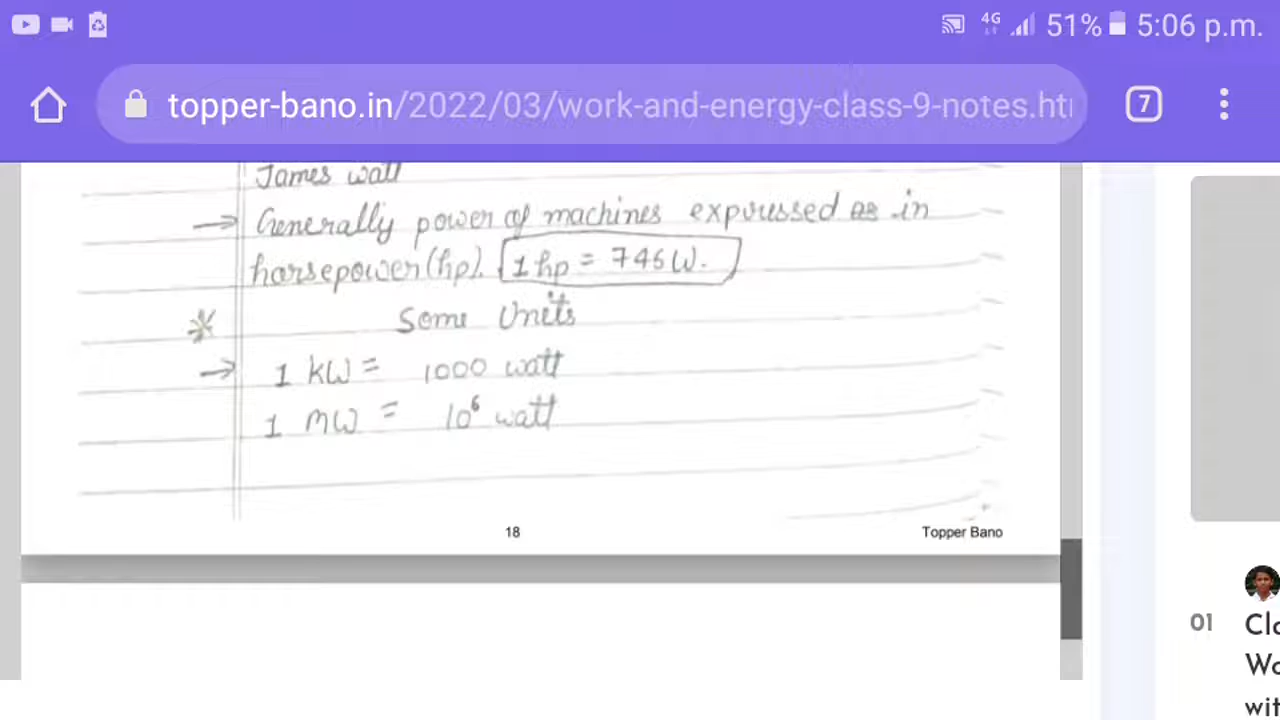 4G 51% 5:06 p.m.
topper-bano.in/2022/03/work-and-energy-class-9-notes.ht
7
James watt
→ Generally power of machines expressed as in
horsepower (hp). 1 hp = 746 W.
* Some Units
→ 1 kW = 1000 watt
1 mW = 10⁶ watt
18 Topper Bano
01 Cla
Wo
wit